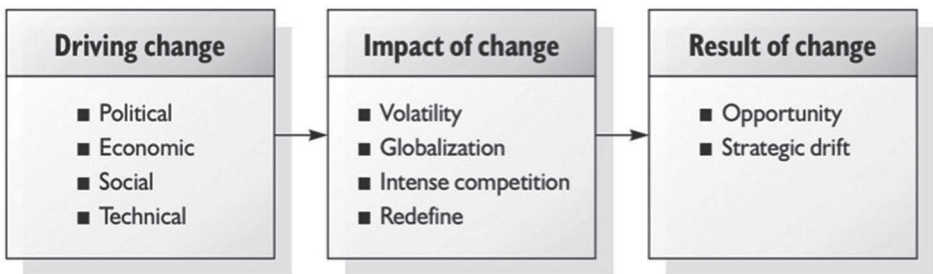 Driving change
■ Political
■ Economic
■ Social
■ Technical
Impact of change
■ Volatility
■ Globalization
■ Intense competition
■ Redefine
Result of change
■ Opportunity
■ Strategic drift